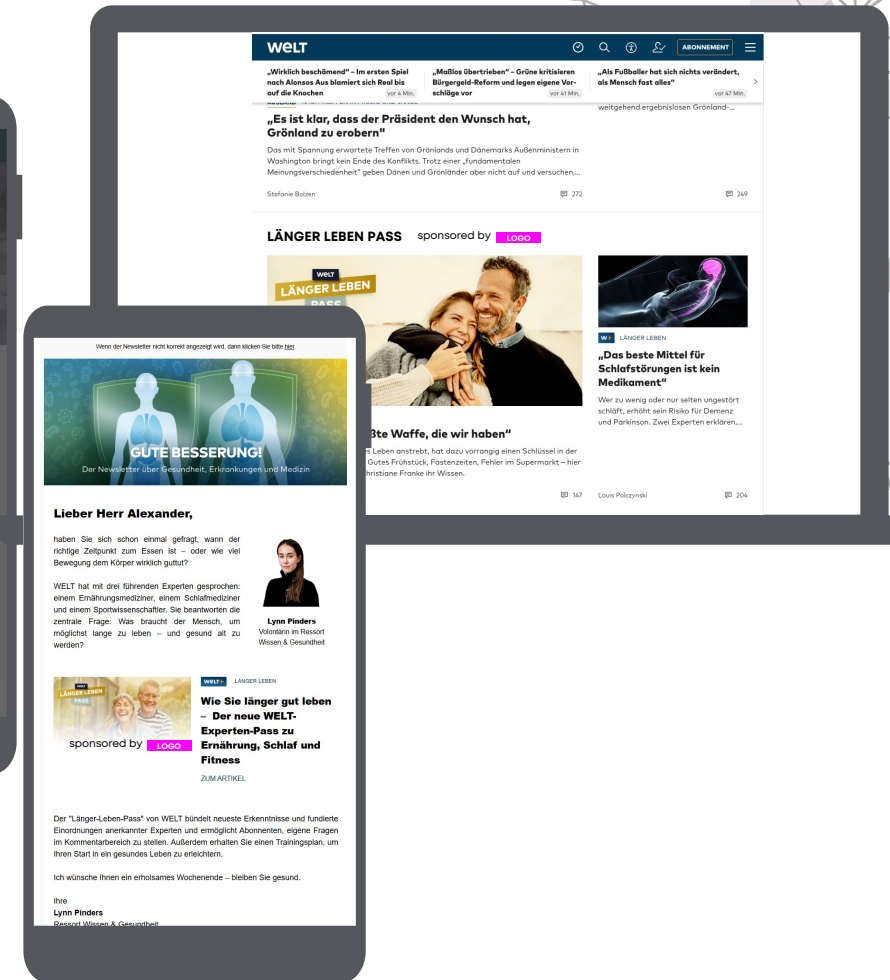 WELT
ABONNEMENT
„Wirklich beschämend“ – Im ersten Spiel
nach Alonsos Aus blamiert sich Real bis
auf die Knochen
vor 4 Min.
„Maßlos übertrieben“ – Grüne kritisieren
Bürgergeld-Reform und legen eigene Vor-
schläge vor
vor 41 Min.
„Als Fußballer hat sich nichts verändert,
als Mensch fast alles“
vor 47 Min.
„Es ist klar, dass der Präsident den Wunsch hat,
Grönland zu erobern"
Das mit Spannung erwartete Treffen von Grönlands und Dänemarks Außenministern in
Washington bringt kein Ende des Konflikts. Trotz einer „fundamentalen
Meinungsverschiedenheit“ geben Dänen und Grönländer aber nicht auf und versuchen,...
Stefanie Bolzen
272
weitgehend ergebnislosen Grönland-...
249
LÄNGER LEBEN PASS sponsored by LOGO
WELT
LÄNGER LEBEN
PASS
ßte Waffe, die wir haben“
s Leben anstrebt, hat dazu vorrangig einen Schlüssel in der
Gutes Frühstück, Fastenzeiten, Fehler im Supermarkt – hier
hristiane Franke ihr Wissen.
147
W+ LÄNGER LEBEN
„Das beste Mittel für
Schlafstörungen ist kein
Medikament“
Wer zu wenig oder nur selten ungestört
schläft, erhöht sein Risiko für Demenz
und Parkinson. Zwei Experten erklären,...
Louis Polczynski
204
Wenn der Newsletter nicht korrekt angezeigt wird, dann klicken Sie bitte hier.
GUTE BESSERUNG!
Der Newsletter über Gesundheit, Erkrankungen und Medizin
Lieber Herr Alexander,
haben Sie sich schon einmal gefragt, wann der
richtige Zeitpunkt zum Essen ist – oder wie viel
Bewegung dem Körper wirklich guttut?
WELT hat mit drei führenden Experten gesprochen:
einem Ernährungsmediziner, einem Schlafmediziner
und einem Sportwissenschaftler. Sie beantworten die
zentrale Frage: Was braucht der Mensch, um
möglichst lange zu leben – und gesund alt zu
werden?
Lynn Pinders
Volontärin im Ressort
Wissen & Gesundheit
WELT
LÄNGER LEBEN
PASS
sponsored by LOGO
WELT+ LÄNGER LEBEN
Wie Sie länger gut leben
– Der neue WELT-
Experten-Pass zu
Ernährung, Schlaf und
Fitness
ZUM ARTIKEL
Der "Länger-Leben-Pass" von WELT bündelt neueste Erkenntnisse und fundierte
Einordnungen anerkannter Experten und ermöglicht Abonnenten, eigene Fragen
im Kommentarbereich zu stellen. Außerdem erhalten Sie einen Trainingsplan, um
Ihren Start in ein gesundes Leben zu erleichtern.
Ich wünsche Ihnen ein erholsames Wochenende – bleiben Sie gesund.
Ihre
Lynn Pinders
Ressort Wissen & Gesundheit